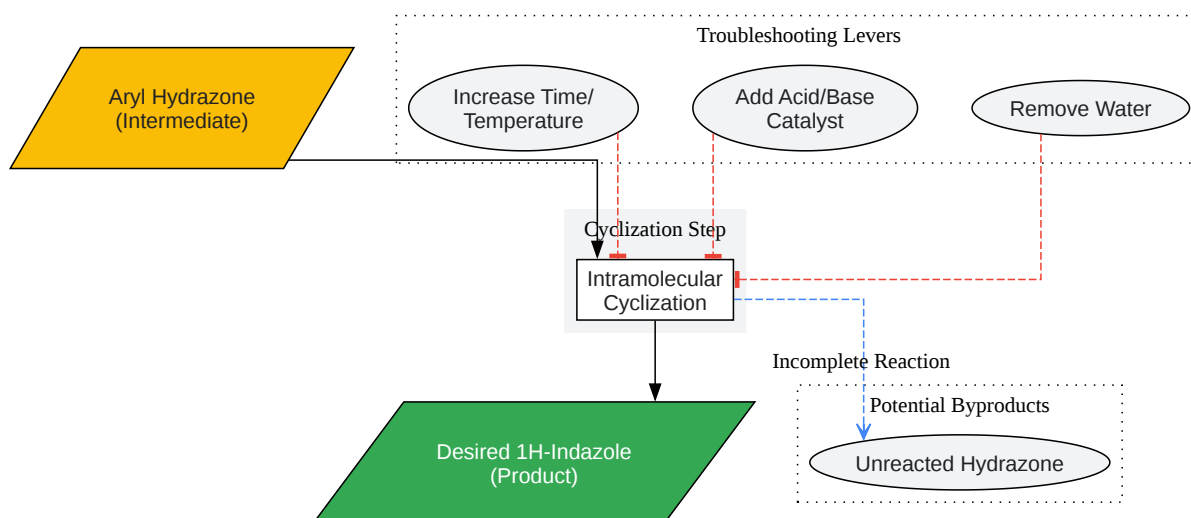 Troubleshooting Levers
Aryl Hydrazone
(Intermediate)
Increase Time/
Temperature
Add Acid/Base
Catalyst
Remove Water
Cyclization Step
Intramolecular
Cyclization
Incomplete Reaction
Potential Byproducts
Desired 1H-Indazole
(Product)
Unreacted Hydrazone